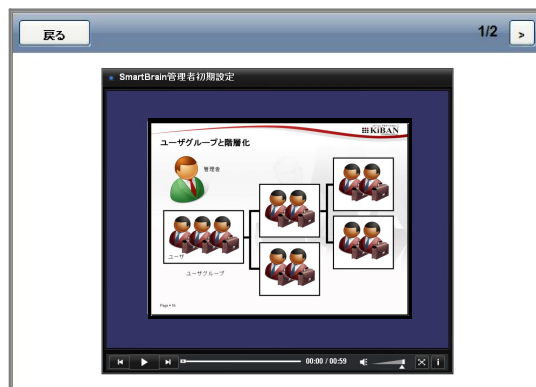 戻る
1/2
>
SmartBrain管理者初期設定
KiBAN
ユーザグループと階層化
管理者
ユーザ
ユーザグループ
00:00 / 00:59
i